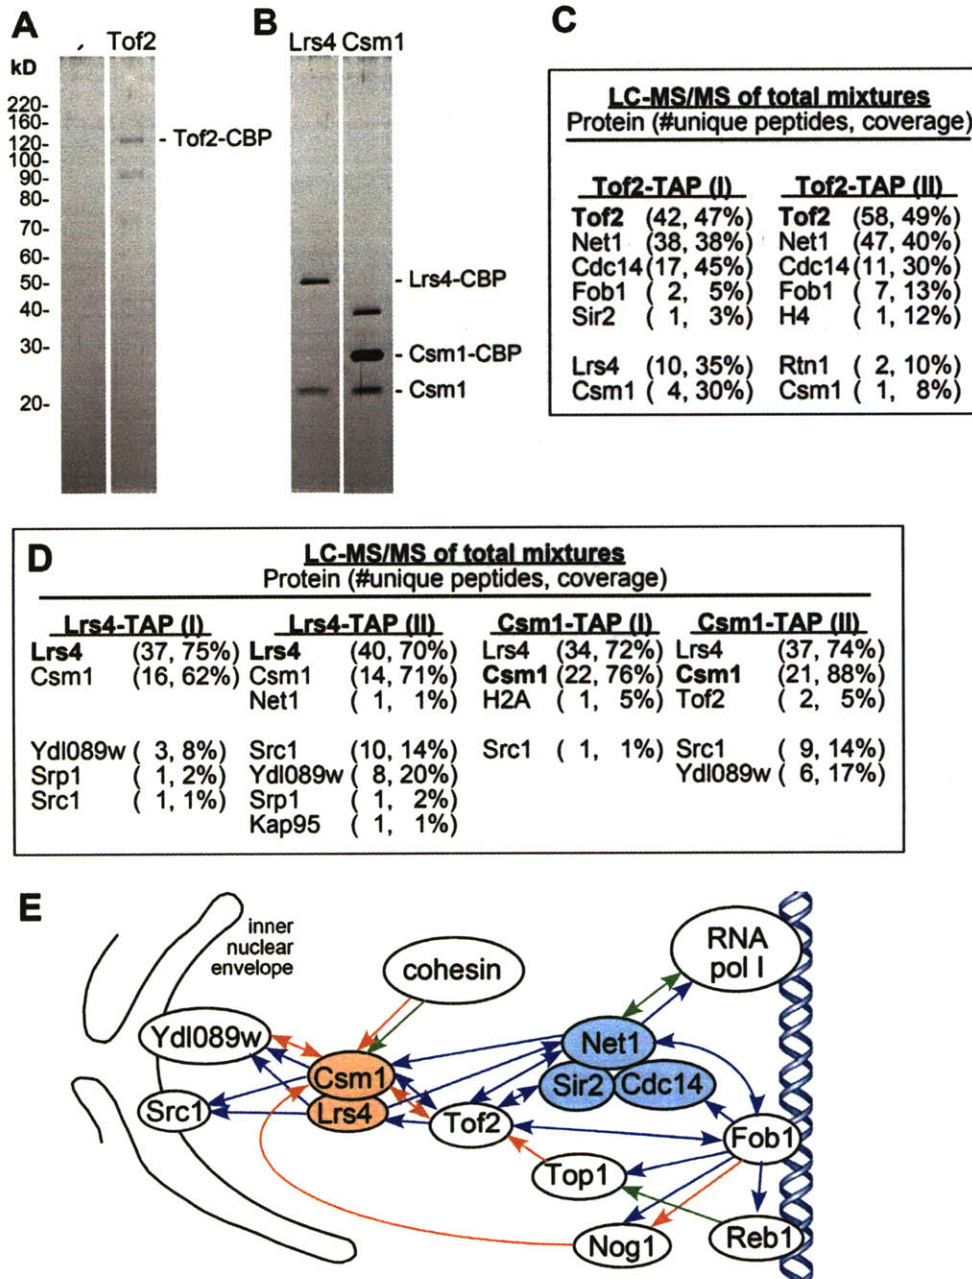 A
B
C
Tof2
kD
220-
160-
120-
100-
90-
80-
70-
60-
50-
40-
30-
20-
- Tof2-CBP
Lrs4 Csm1
- Lrs4-CBP
- Csm1-CBP
- Csm1
LC-MS/MS of total mixtures
Protein (#unique peptides, coverage)
Tof2-TAP (I) Tof2-TAP (II)
Tof2 (42, 47%) Tof2 (58, 49%)
Net1 (38, 38%) Net1 (47, 40%)
Cdc14 (17, 45%) Cdc14 (11, 30%)
Fob1 ( 2, 5%) Fob1 ( 7, 13%)
Sir2 ( 1, 3%) H4 ( 1, 12%)
Lrs4 (10, 35%) Rtn1 ( 2, 10%)
Csm1 ( 4, 30%) Csm1 ( 1, 8%)
D
LC-MS/MS of total mixtures
Protein (#unique peptides, coverage)
Lrs4-TAP (I) Lrs4-TAP (II) Csm1-TAP (I) Csm1-TAP (II)
Lrs4 (37, 75%) Lrs4 (40, 70%) Lrs4 (34, 72%) Lrs4 (37, 74%)
Csm1 (16, 62%) Csm1 (14, 71%) Csm1 (22, 76%) Csm1 (21, 88%)
Net1 ( 1, 1%) H2A ( 1, 5%) Tof2 ( 2, 5%)
Ydl089w ( 3, 8%) Src1 (10, 14%) Src1 ( 1, 1%) Src1 ( 9, 14%)
Srp1 ( 1, 2%) Ydl089w ( 8, 20%) Ydl089w ( 6, 17%)
Src1 ( 1, 1%) Srp1 ( 1, 2%)
Kap95 ( 1, 1%)
E
inner
nuclear
envelope
RNA
pol I
cohesin
Ydl089w
Net1
Csm1
Sir2
Cdc14
Src1
Lrs4
Tof2
Fob1
Top1
Nog1
Reb1